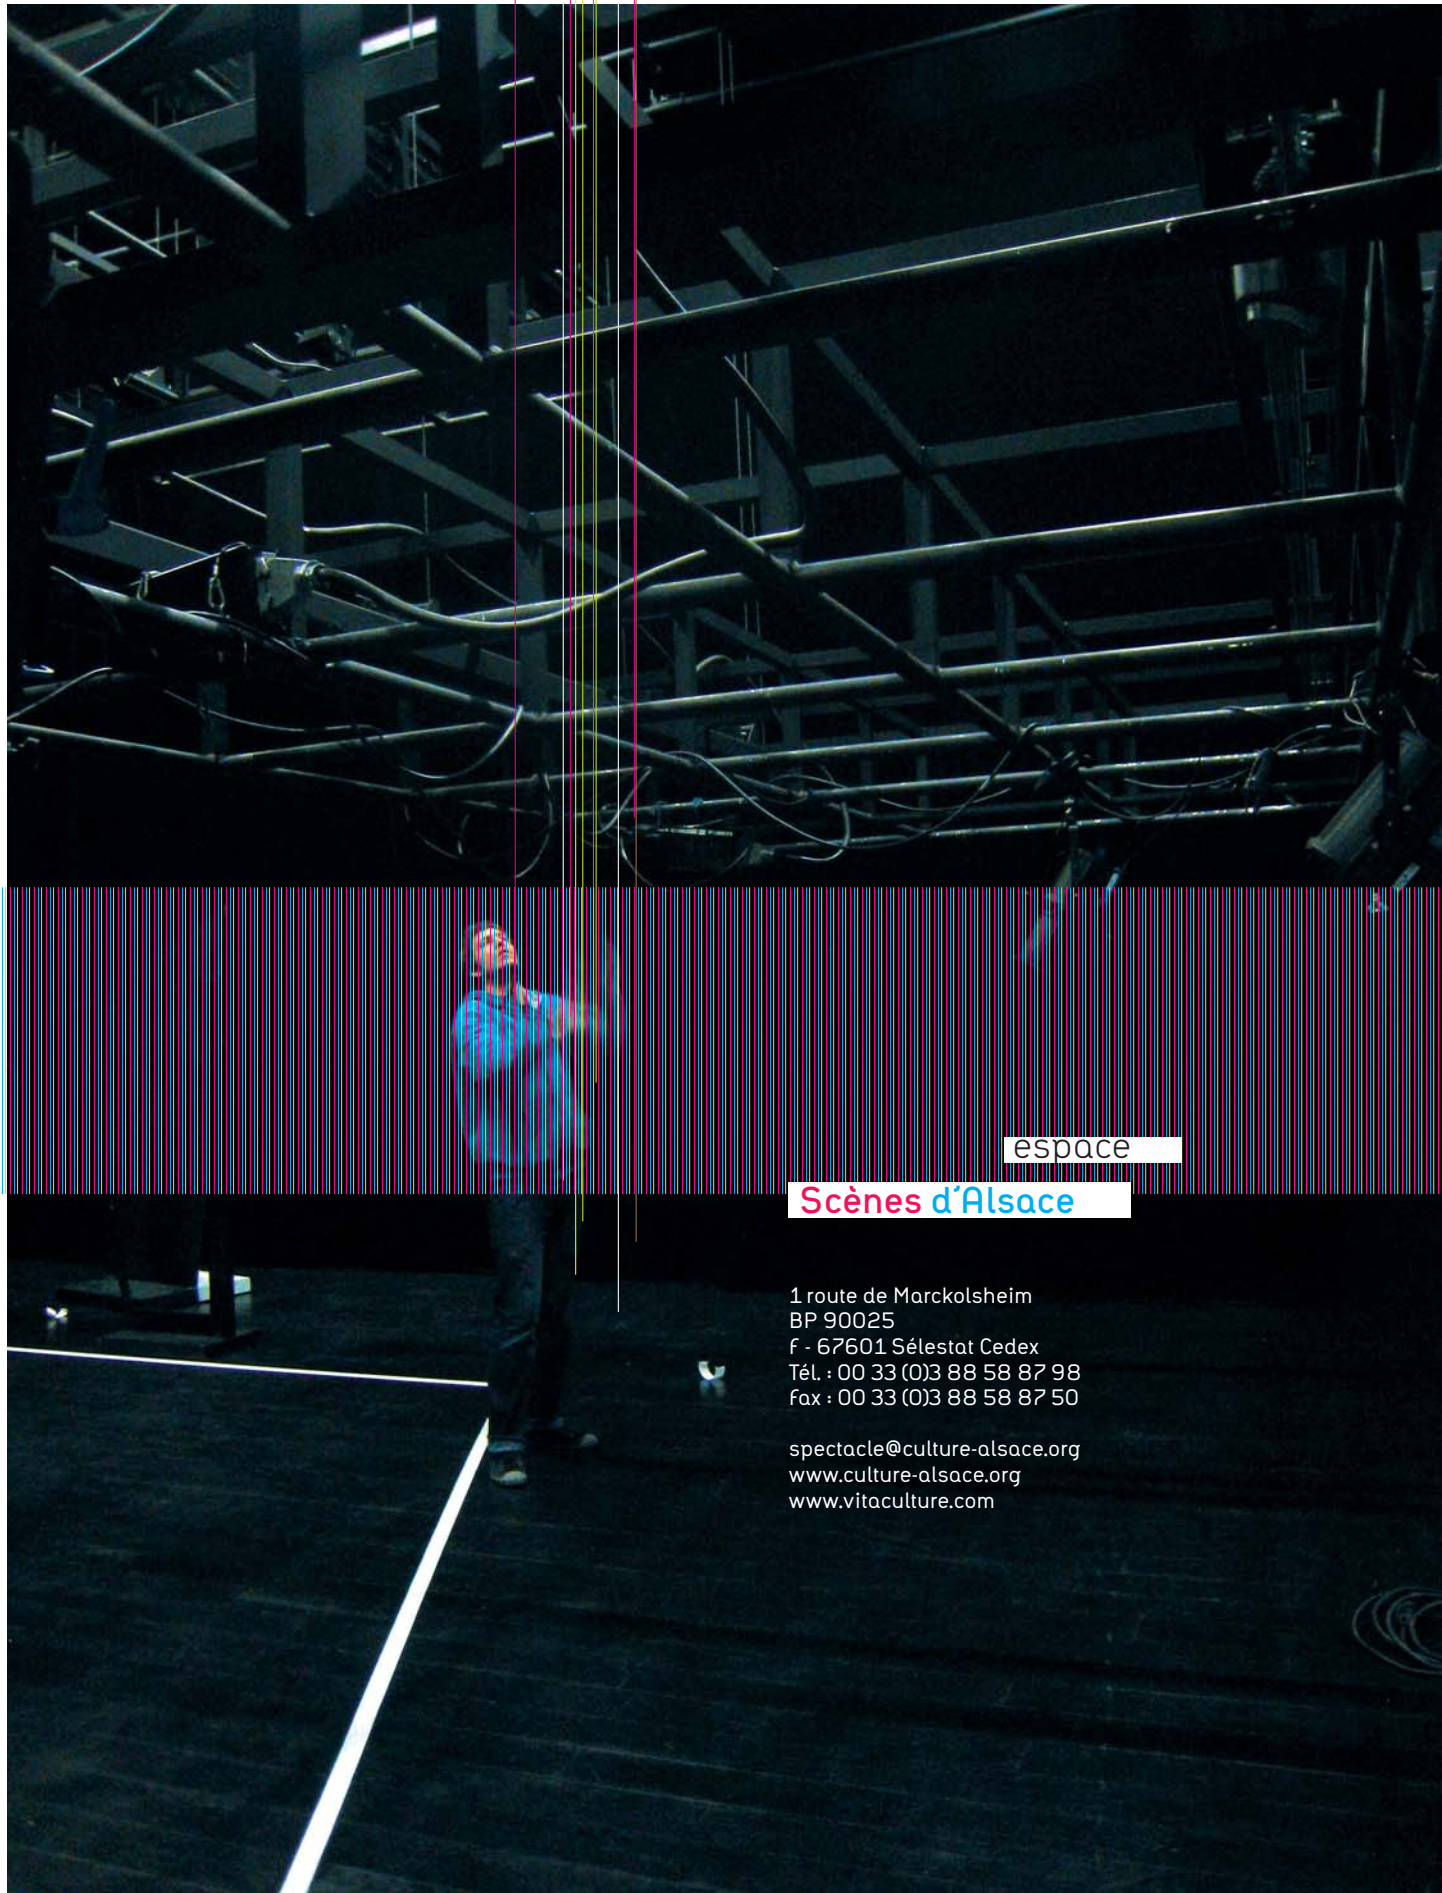 espace
Scènes d'Alsace
1 route de Marckolsheim
BP 90025
F - 67601 Sélestat Cedex
Tél. : 00 33 (0)3 88 58 87 98
Fax : 00 33 (0)3 88 58 87 50
spectacle@culture-alsace.org
www.culture-alsace.org
www.vitaculture.com